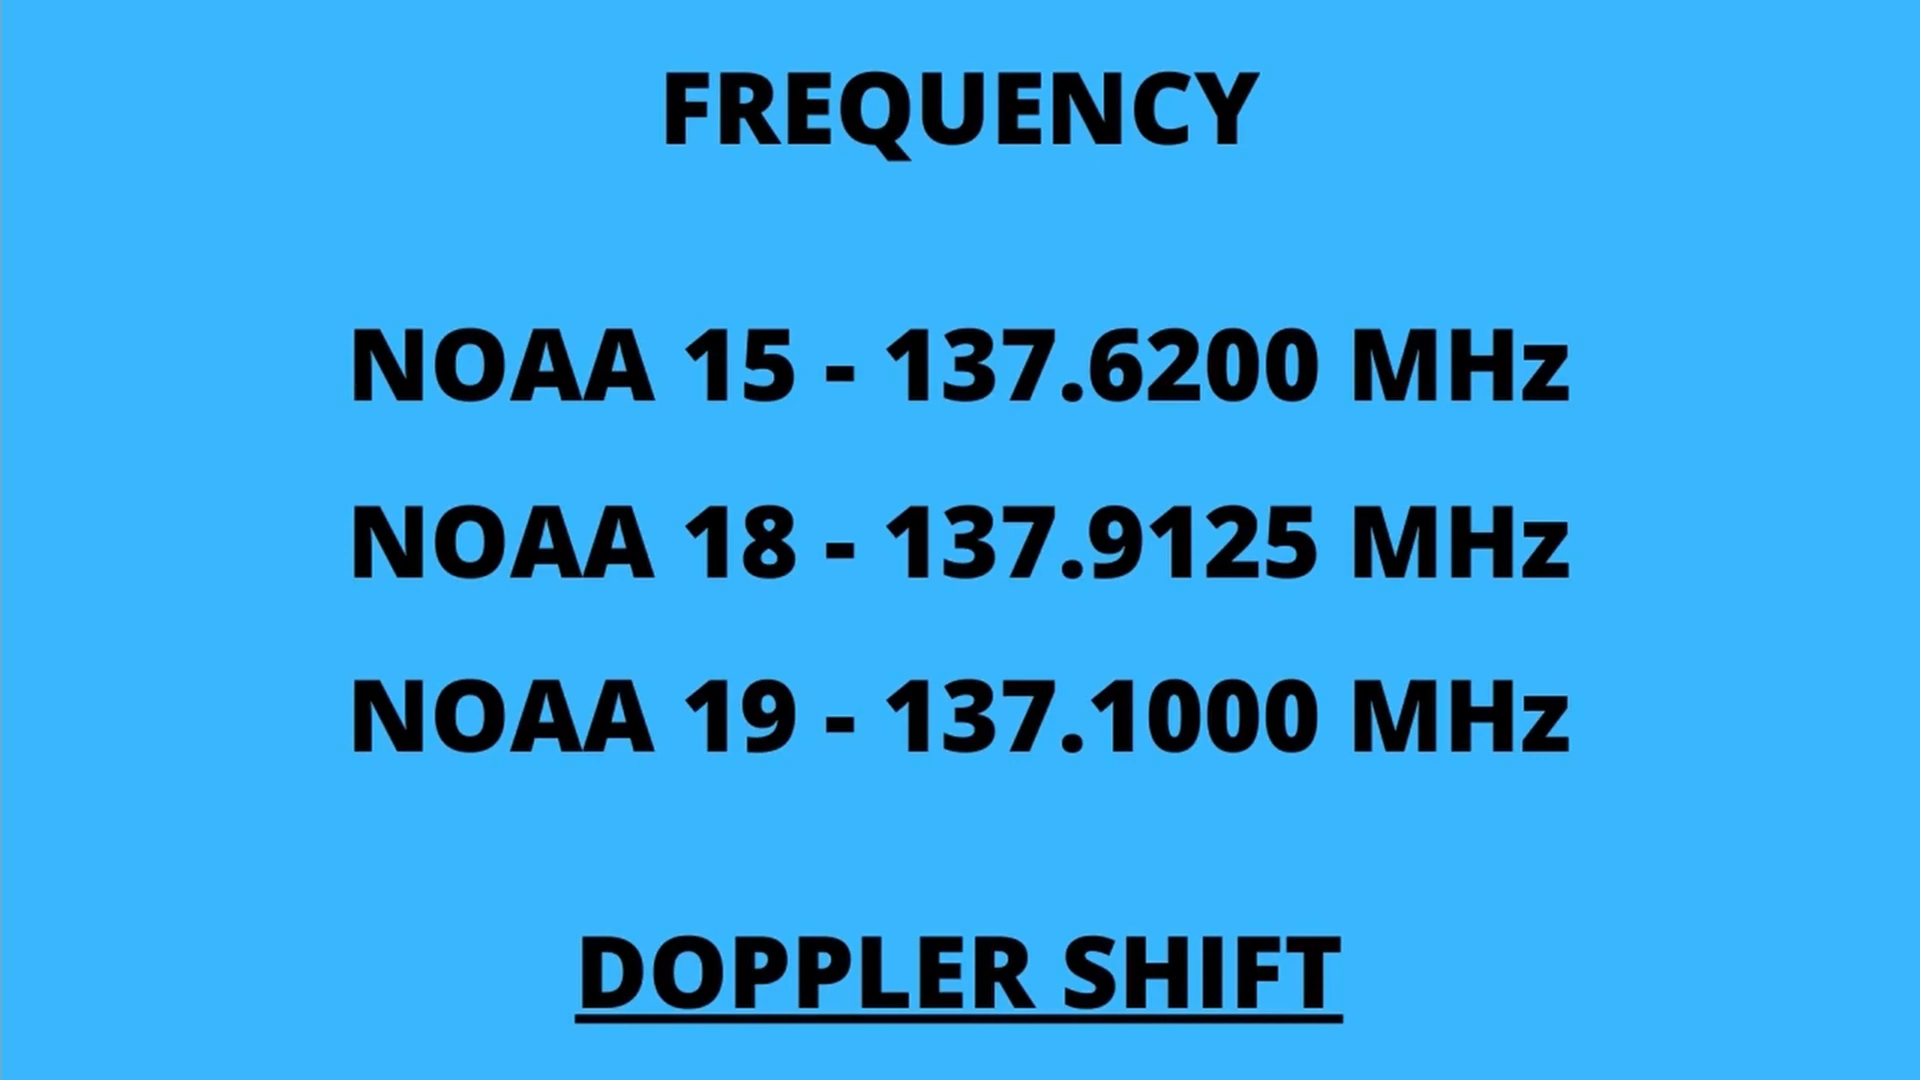 FREQUENCY
NOAA 15 - 137.6200 MHz
NOAA 18 - 137.9125 MHz
NOAA 19 - 137.1000 MHz
DOPPLER SHIFT